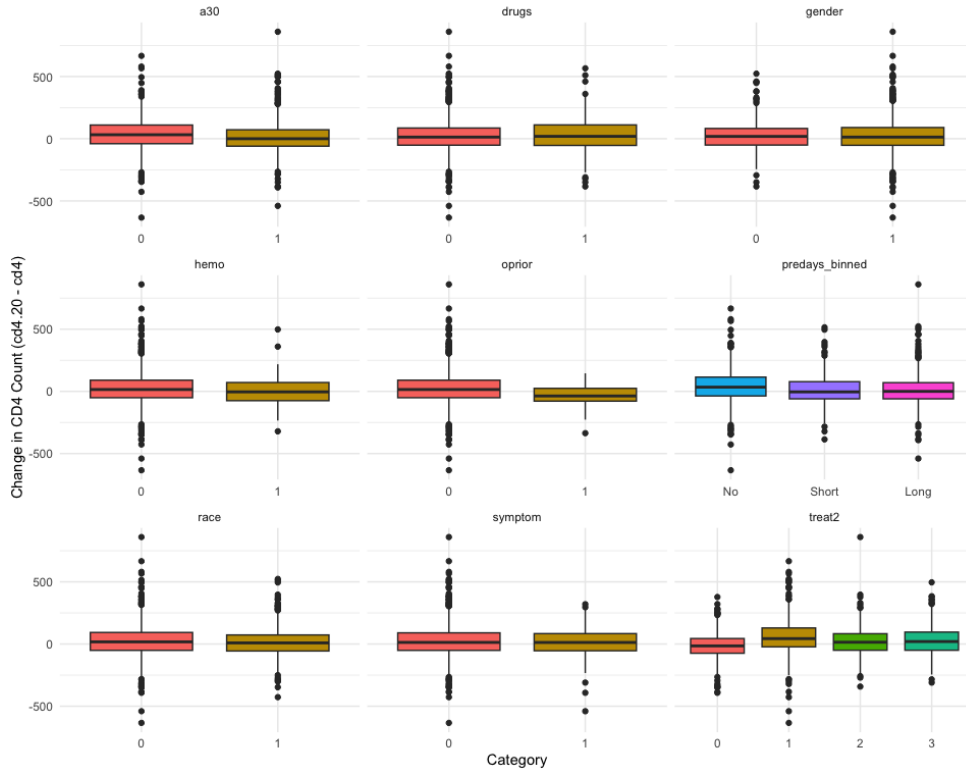 a30 drugs gender
500
0
-500
0 1 0 1 0 1
hemo oprior predays_binned
500
0
-500
0 1 0 1 No Short Long
race symptom treat2
500
0
-500
0 1 0 1 0 1 2 3
Change in CD4 Count (cd4.20 - cd4)
Category